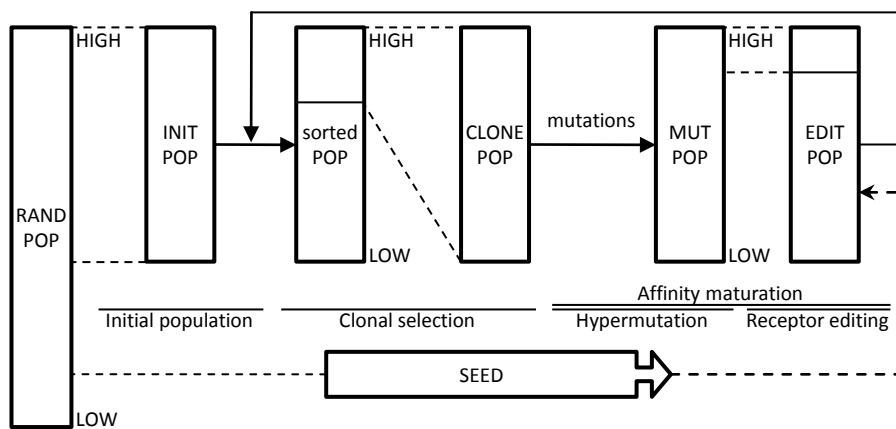 HIGH
HIGH
HIGH
INIT
POP
sorted
POP
CLONE
POP
mutations
MUT
POP
EDIT
POP
RAND
POP
LOW
LOW
Affinity maturation
Initial population
Clonal selection
Hypermutation
Receptor editing
SEED
LOW